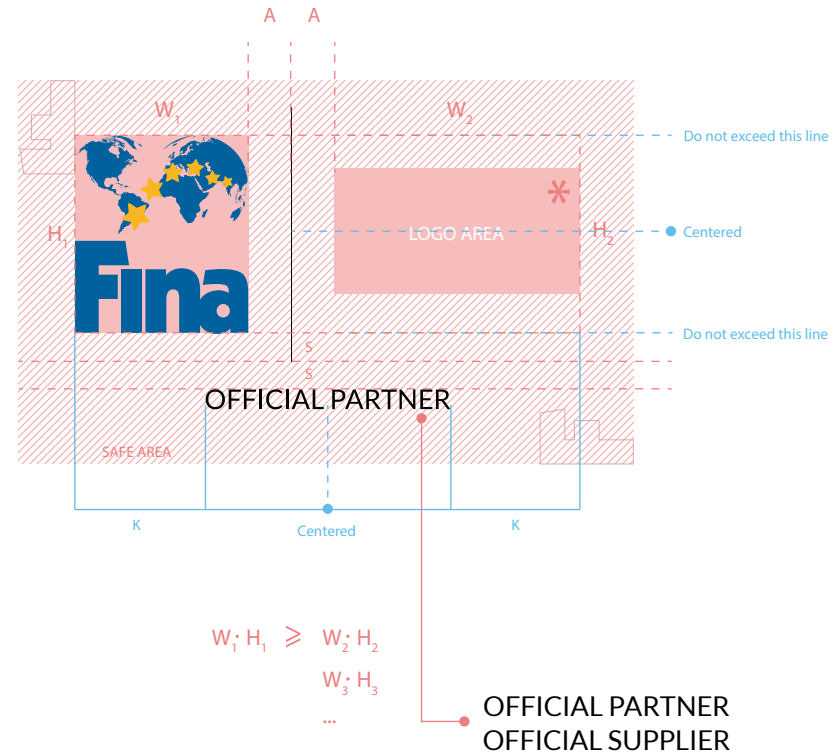 A A
W1 W2
Do not exceed this line
*
H1 LOGO AREA H2 Centered
Fina
Do not exceed this line
S
S
OFFICIAL PARTNER
SAFE AREA
K Centered K
W1· H1 ⩾ W2· H2
W3· H3
...
OFFICIAL PARTNER
OFFICIAL SUPPLIER